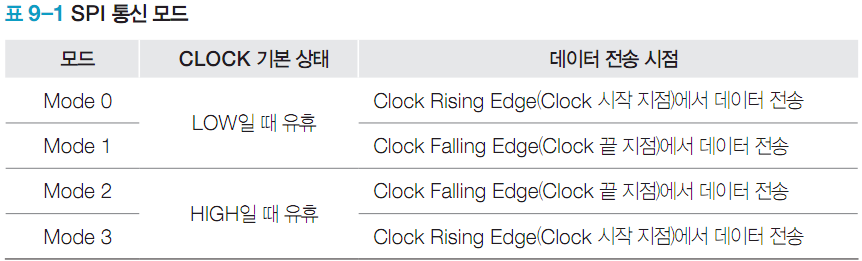 표 9-1 SPI 통신 모드
모드 CLOCK 기본 상태 데이터 전송 시점
Mode 0 LOW일 때 유휴 Clock Rising Edge(Clock 시작 지점)에서 데이터 전송
Mode 1 Clock Falling Edge(Clock 끝 지점)에서 데이터 전송
Mode 2 HIGH일 때 유휴 Clock Falling Edge(Clock 끝 지점)에서 데이터 전송
Mode 3 Clock Rising Edge(Clock 시작 지점)에서 데이터 전송